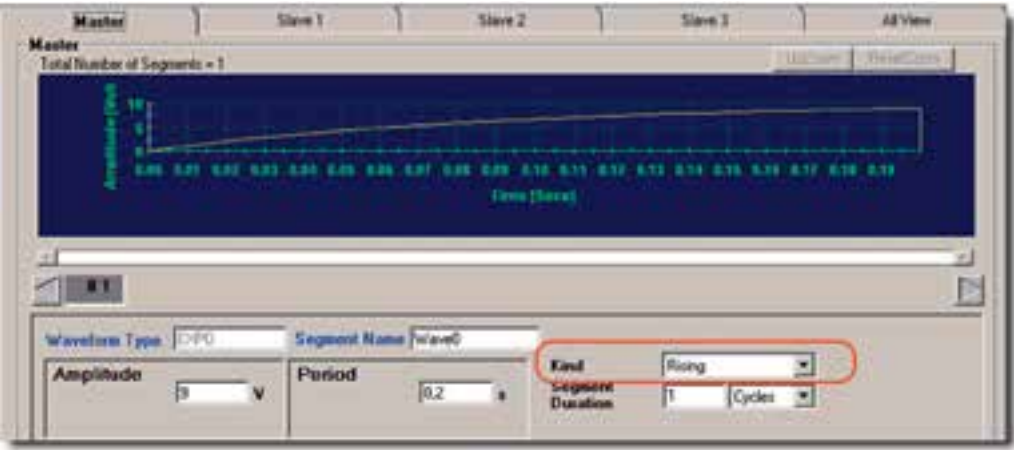 Master Slave 1 Slave 2 Slave 3 All View
Master
Total Number of Segments = 1
10
5
0.00 0.01 0.02 0.03 0.04 0.05 0.06 0.07 0.08 0.09 0.10 0.11 0.12 0.13 0.14 0.15 0.16 0.17 0.18 0.19
Time (Secs)
# 1
Waveform Type EXPO Segment Name Wave0
Kind Rising
Amplitude 9 V
Period 0.2 s
Segment Duration 1 Cycles